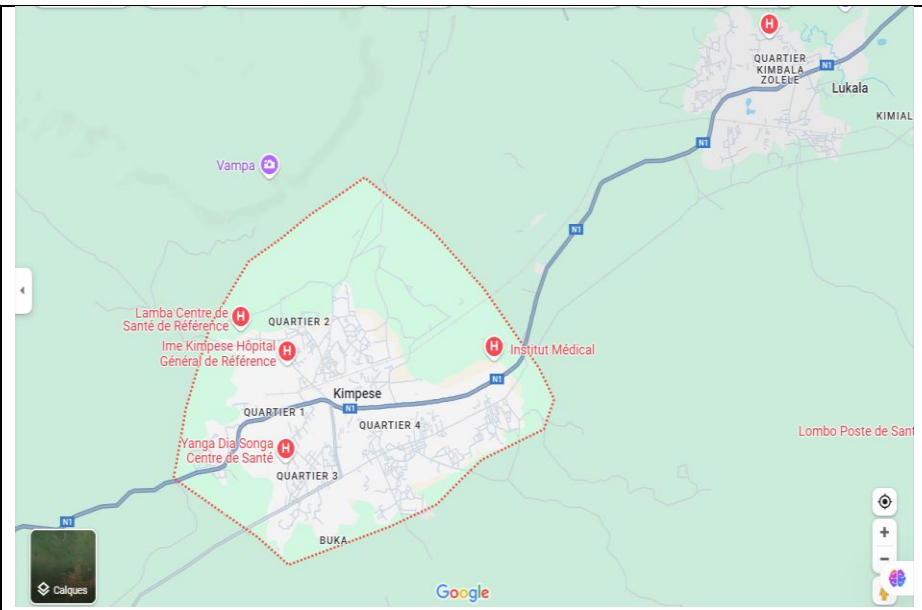 QUARTIER
KIMBALA
ZOLELE
N1
Lukala
KIMIAL
N1
Vampa
N1
Lamba Centre de
Santé de Référence
QUARTIER 2
Ime Kimpese Hôpital
Général de Référence
Institut Médical
N1
Kimpese
N1
QUARTIER 1
QUARTIER 4
Yanga Dia Songa
Centre de Santé
Lombo Poste de Sant
QUARTIER 3
N1
BUKA
Calques
Google